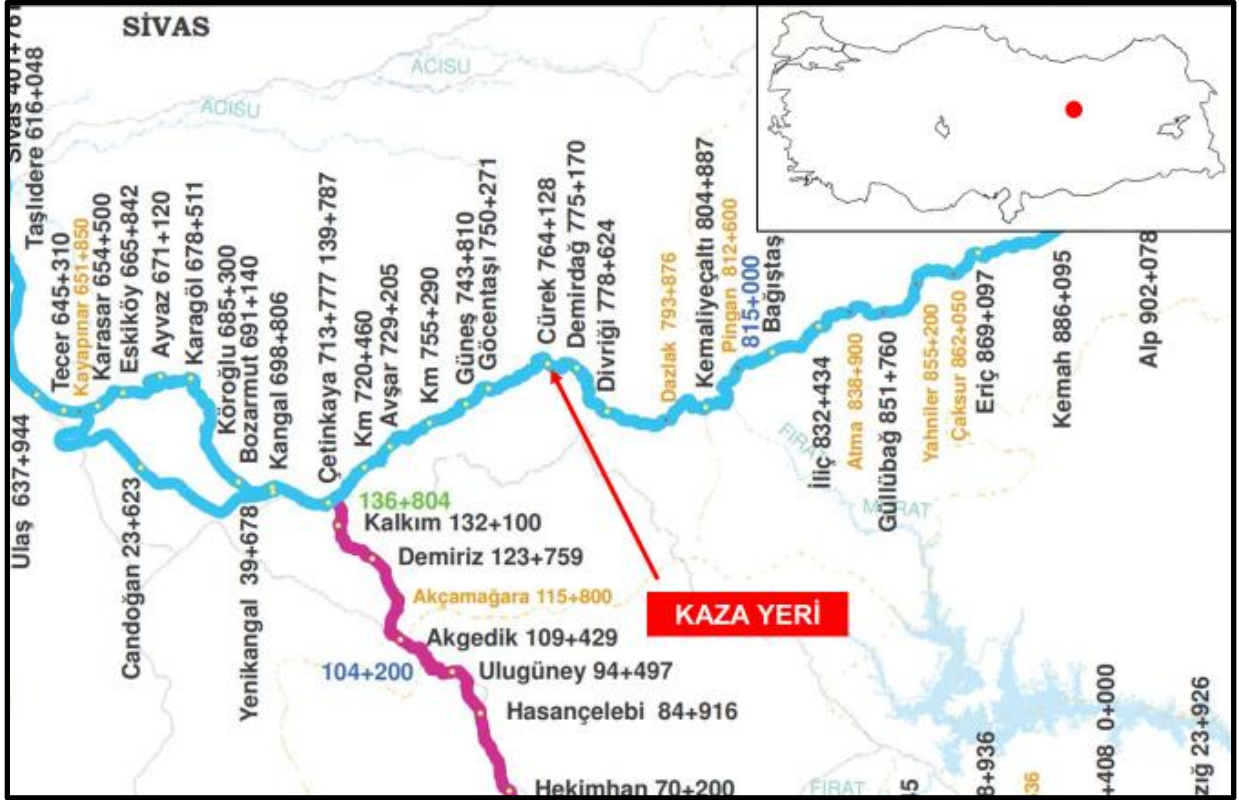 SİVAS
ACISU
ACISU
Taşlıdere 616+048
Ulaş 637+944
Tecer 645+310
Kayapınar 651+850
Karasar 654+500
Eskiköy 665+842
Ayvaz 671+120
Karagöl 678+511
Köroğlu 685+300
Bozarmut 691+140
Kangal 698+806
Çetinkaya 713+777 139+787
Km 720+460
Avşar 729+205
Km 755+290
Güneş 743+810
Göcentaşı 750+271
Cürek 764+128
Demirdağ 775+170
Divriği 778+624
Dazlak 793+876
Kemaliyeçaltı 804+887
Pingan 812+600
815+000
Bağıştaş
İliç 832+434
Atma 838+900
Güllübağ 851+760
Yahniler 855+200
Çaksur 862+050
Eriç 869+097
Kemah 886+095
Alp 902+078
FIRAT
MURAT
Candoğan 23+623
Yenikangal 39+678
136+804
Kalkım 132+100
Demiriz 123+759
Akçamağara 115+800
KAZA YERİ
Akgedik 109+429
104+200
Ulugüney 94+497
Hasançelebi 84+916
Hekimhan 70+200
FIRAT
8+936
+408 0+000
zığ 23+926